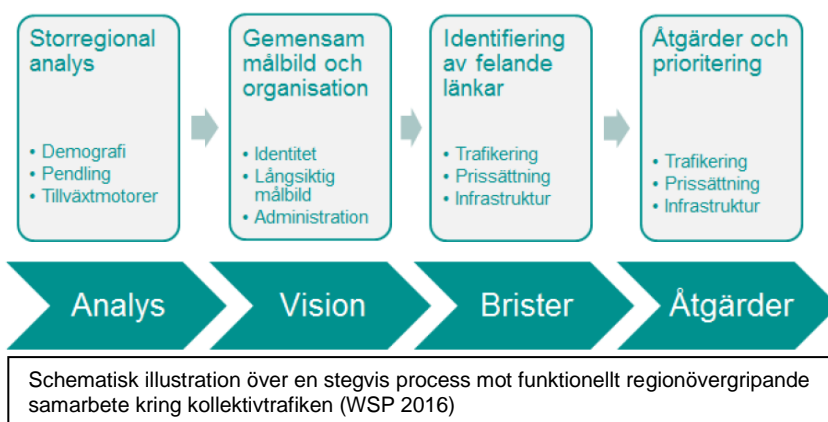 Storregional
analys
• Demografi
• Pendling
• Tillväxtmotorer
Gemensam
målbild och
organisation
• Identitet
• Långsiktig
målbild
• Administration
Identifiering
av felande
länkar
• Trafikering
• Prissättning
• Infrastruktur
Åtgärder och
prioritering
• Trafikering
• Prissättning
• Infrastruktur
Analys
Vision
Brister
Åtgärder
Schematisk illustration över en stegvis process mot funktionellt regionövergripande
samarbete kring kollektivtrafiken (WSP 2016)